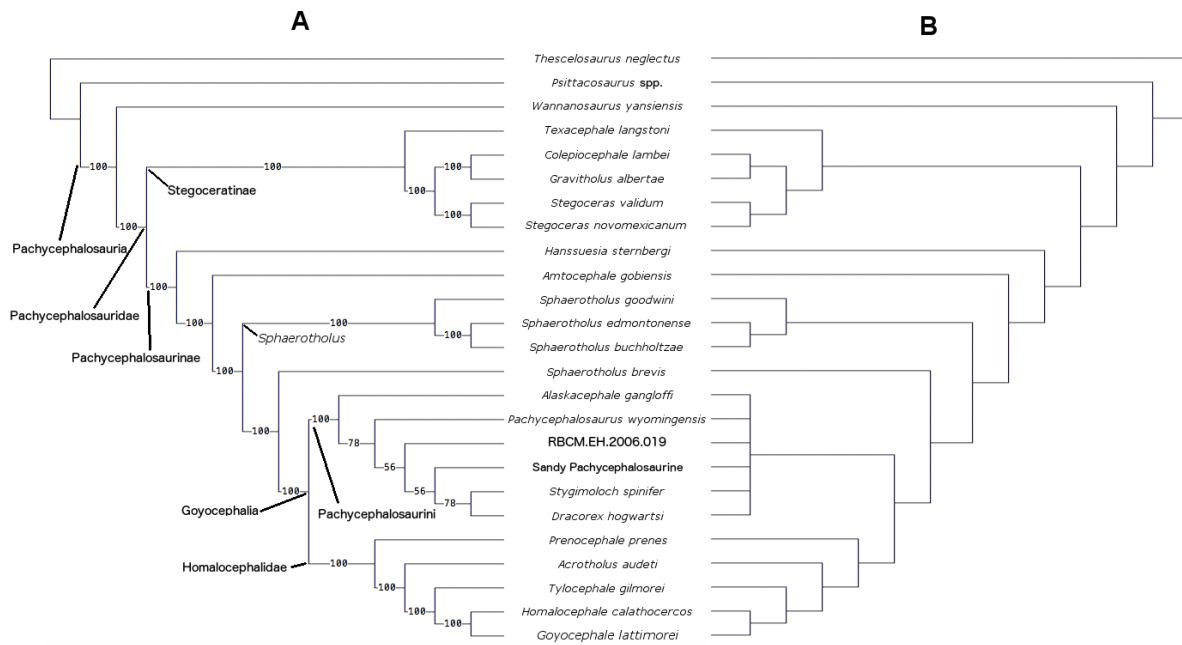 A
B
Thescelosaurus neglectus
Psittacosaurus spp.
Wannanosaurus yansiensis
Texacephale langstoni
Colepiocephale lambei
100
100
100
Gravitholus albertae
Stegoceratinae
100
Stegoceras validum
100
Stegoceras novomexicanum
100
Pachycephalosauria
Hanssuesia sternbergi
Amtocephale gobiensis
100
Sphaerotholus goodwini
Pachycephalosauridae
100
100
Sphaerotholus edmontonense
Sphaerotholus
100
Sphaerotholus buchholtzae
Pachycephalosaurinae
100
Sphaerotholus brevis
Alaskacephale gangloffi
100
Pachycephalosaurus wyomingensis
100
78
RBCM.EH.2006.019
56
Sandy Pachycephalosaurine
100
56
Stygimoloch spinifer
78
Goyocephalia
Pachycephalosaurini
Dracorex hogwartsi
Prenocephale prenes
Homalocephalidae
100
Acrotholus audeti
100
Tylocephale gilmorei
100
Homalocephale calathocercos
100
Goyocephale lattimorei